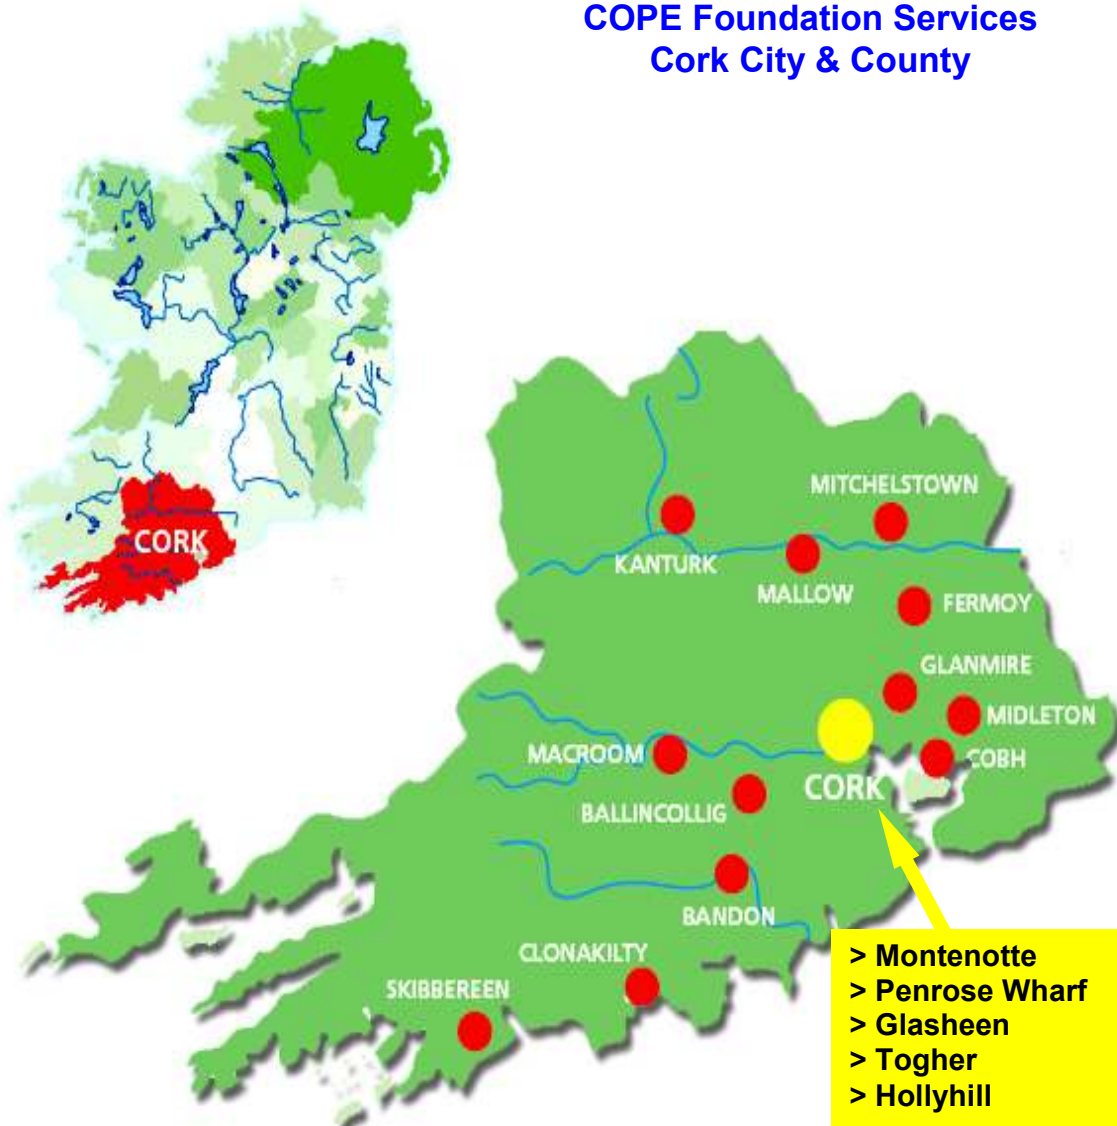 COPE Foundation Services
Cork City & County
CORK
MITCHELSTOWN
KANTURK
MALLOW
FERMOY
GLANMIRE
MIDLETON
MACROOM
COBH
CORK
BALLINCOLLIG
BANDON
CLONAKILTY
SKIBBEREEN
> Montenotte
> Penrose Wharf
> Glasheen
> Togher
> Hollyhill